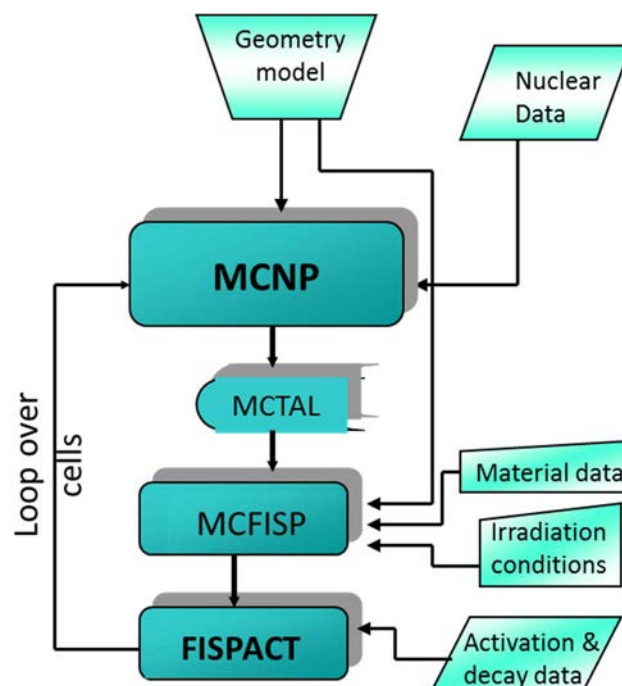 Geometry
model
Nuclear
Data
MCNP
MCTAL
Loop over
cells
MCFISP
Material data
Irradiation
conditions
FISPACT
Activation &
decay data